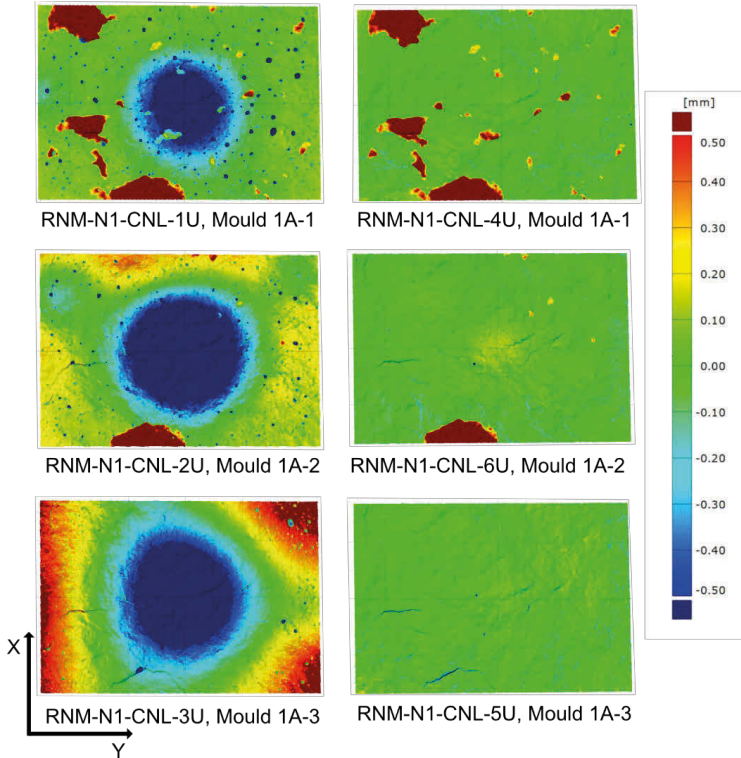 RNM-N1-CNL-1U, Mould 1A-1
RNM-N1-CNL-4U, Mould 1A-1
RNM-N1-CNL-2U, Mould 1A-2
RNM-N1-CNL-6U, Mould 1A-2
RNM-N1-CNL-3U, Mould 1A-3
RNM-N1-CNL-5U, Mould 1A-3
X
Y
[mm]
0.50
0.40
0.30
0.20
0.00
-0.10
-0.20
-0.30
-0.40
-0.50